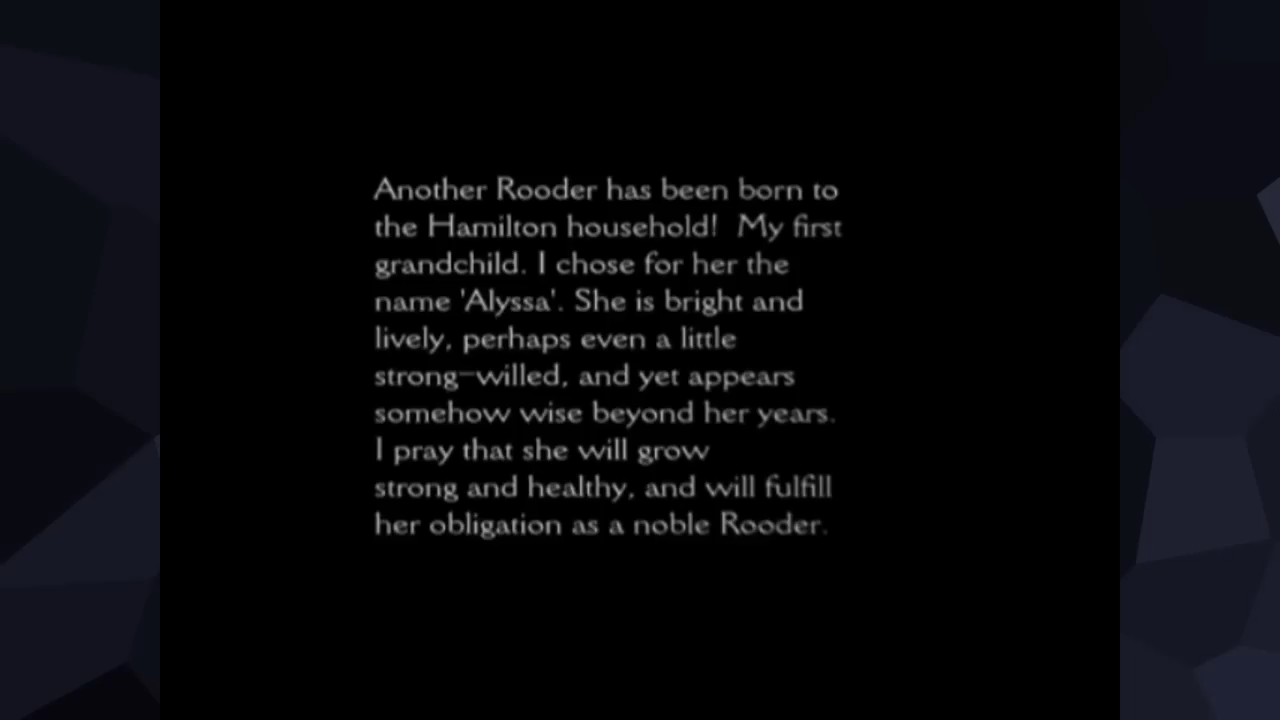 Another Rooder has been born to
the Hamilton household!  My first
grandchild. I chose for her the
name 'Alyssa'. She is bright and
lively, perhaps even a little
strong-willed, and yet appears
somehow wise beyond her years.
I pray that she will grow
strong and healthy, and will fulfill
her obligation as a noble Rooder.